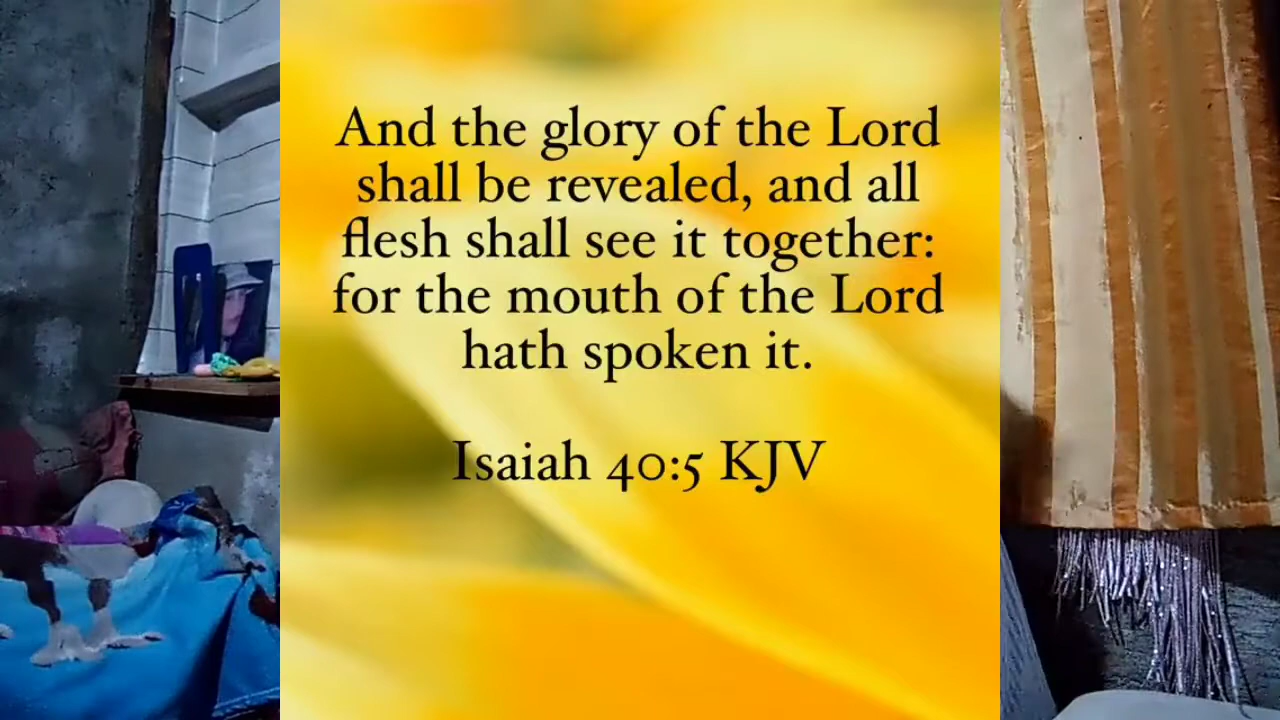 And the glory of the Lord
shall be revealed, and all
flesh shall see it together:
for the mouth of the Lord
hath spoken it.
Isaiah 40:5 KJV